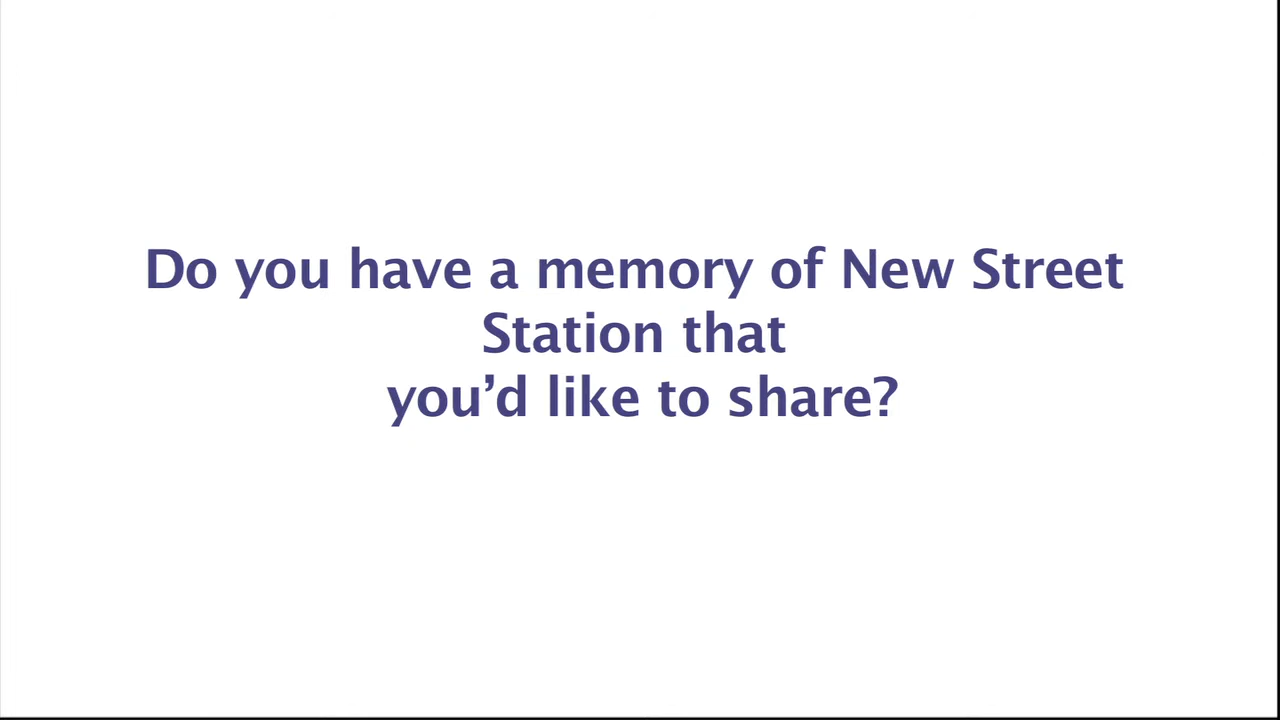 Do you have a memory of New Street
Station that
you’d like to share?